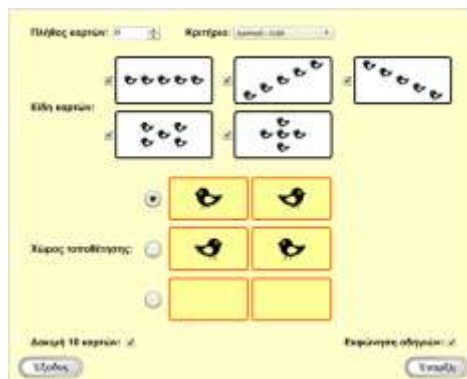 Πλήθος καρτών:
Κριτήριο:
Είδη καρτών:
Χώρος τοποθέτησης:
Δοκιμή 10 καρτών:
Εκφώνηση οδηγιών:
Έξοδος
Έναρξη